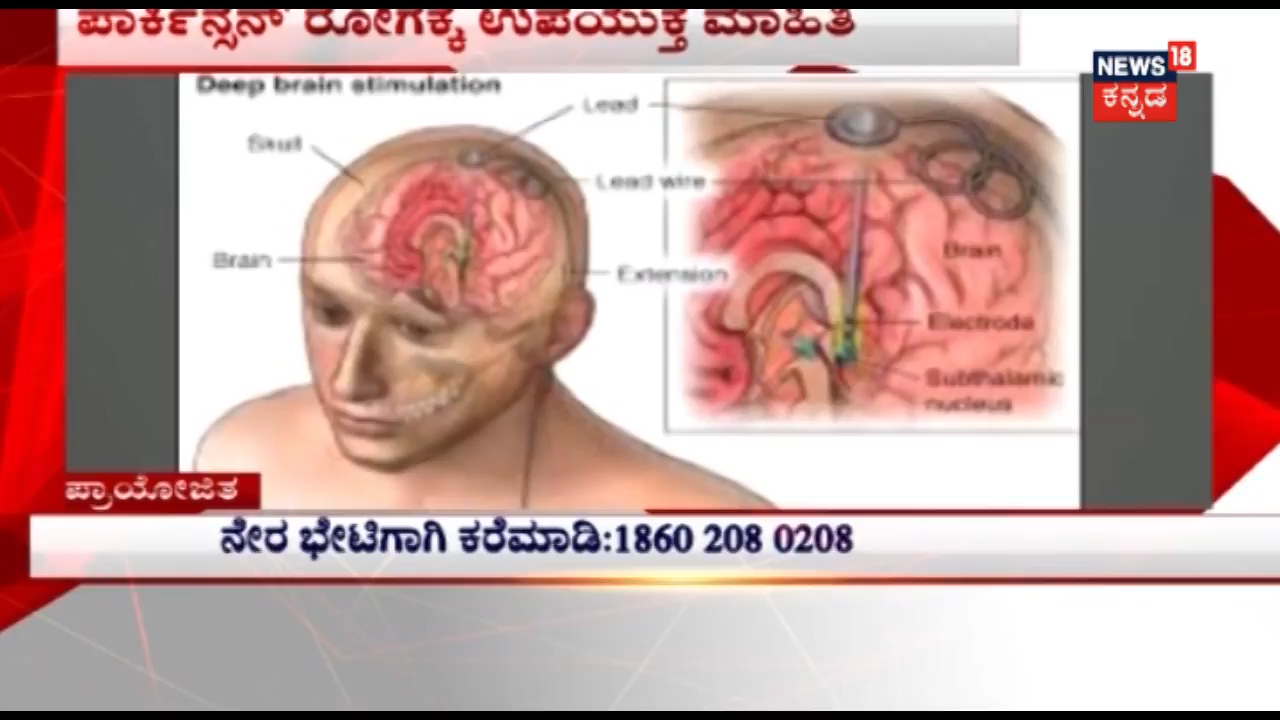 ಪಾರ್ಕಿನ್ಸನ್ ರೋಗಕ್ಕೆ ಉಪಯುಕ್ತ ಮಾಹಿತಿ
NEWS 18
ಕನ್ನಡ
Deep brain stimulation
Lead
Skull
Lead wire
Brain
Extension
Brain
Electrode
Subthalamic
nucleus
ಪ್ರಾಯೋಜಿತ
ನೇರ ಭೇಟಿಗಾಗಿ ಕರೆಮಾಡಿ:1860 208 0208